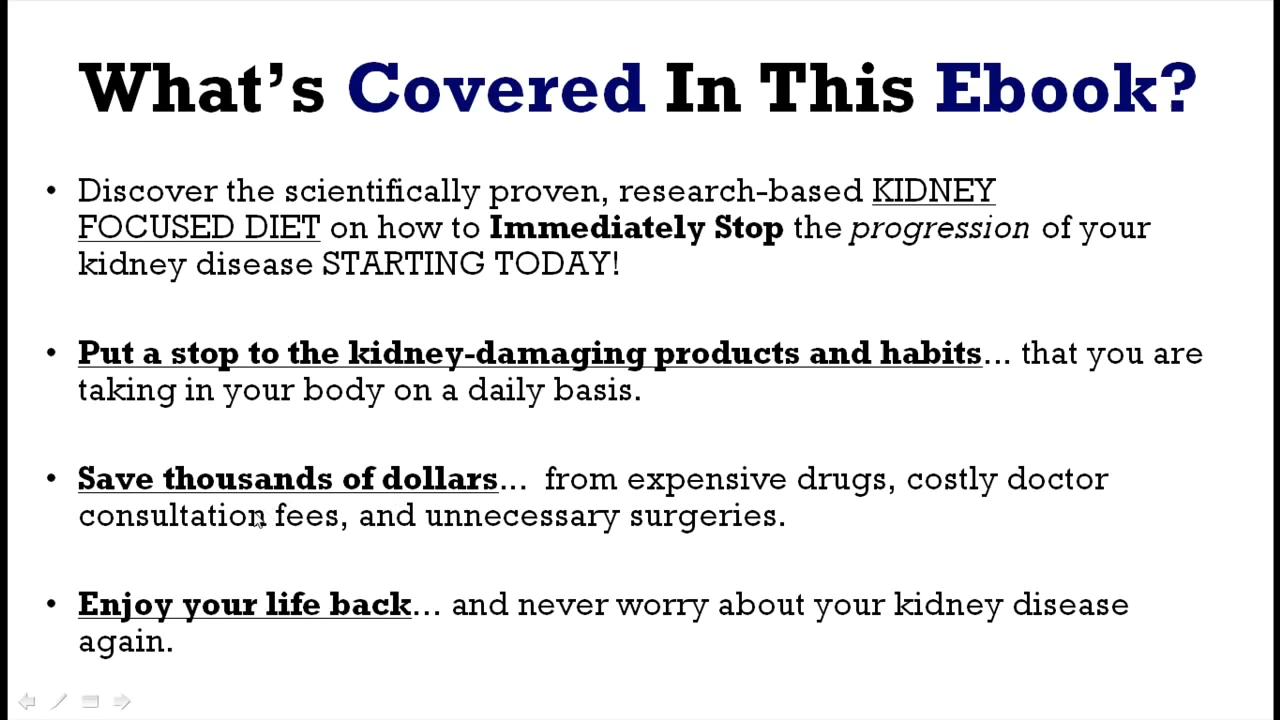 What’s Covered In This Ebook?
• Discover the scientifically proven, research-based KIDNEY
FOCUSED DIET on how to Immediately Stop the progression of your
kidney disease STARTING TODAY!
• Put a stop to the kidney-damaging products and habits... that you are
taking in your body on a daily basis.
• Save thousands of dollars...  from expensive drugs, costly doctor
consultation fees, and unnecessary surgeries.
• Enjoy your life back... and never worry about your kidney disease
again.